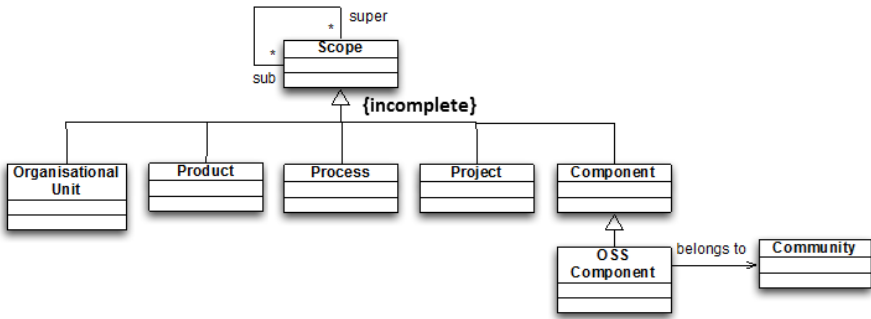 super
*
Scope
*
sub
{incomplete}
Organisational
Unit
Product
Process
Project
Component
OSS
Component
belongs to
Community